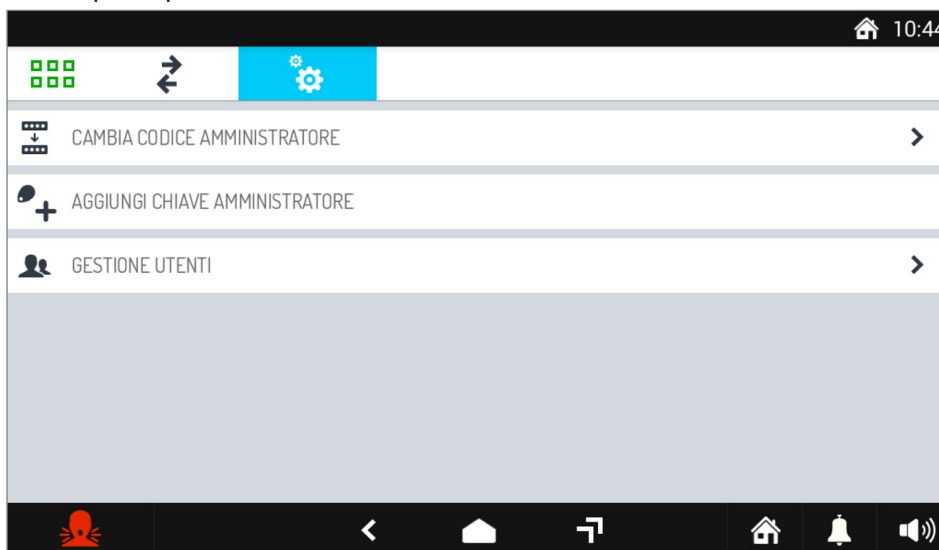 10:44
CAMBIA CODICE AMMINISTRATORE
AGGIUNGI CHIAVE AMMINISTRATORE
GESTIONE UTENTI